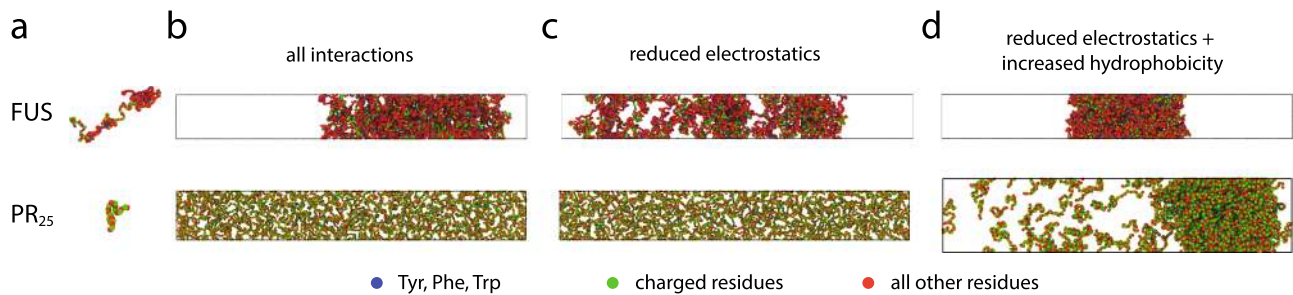 a
b
all interactions
c
reduced electrostatics
d
reduced electrostatics +
increased hydrophobicity
FUS
PR25
Tyr, Phe, Trp
charged residues
all other residues